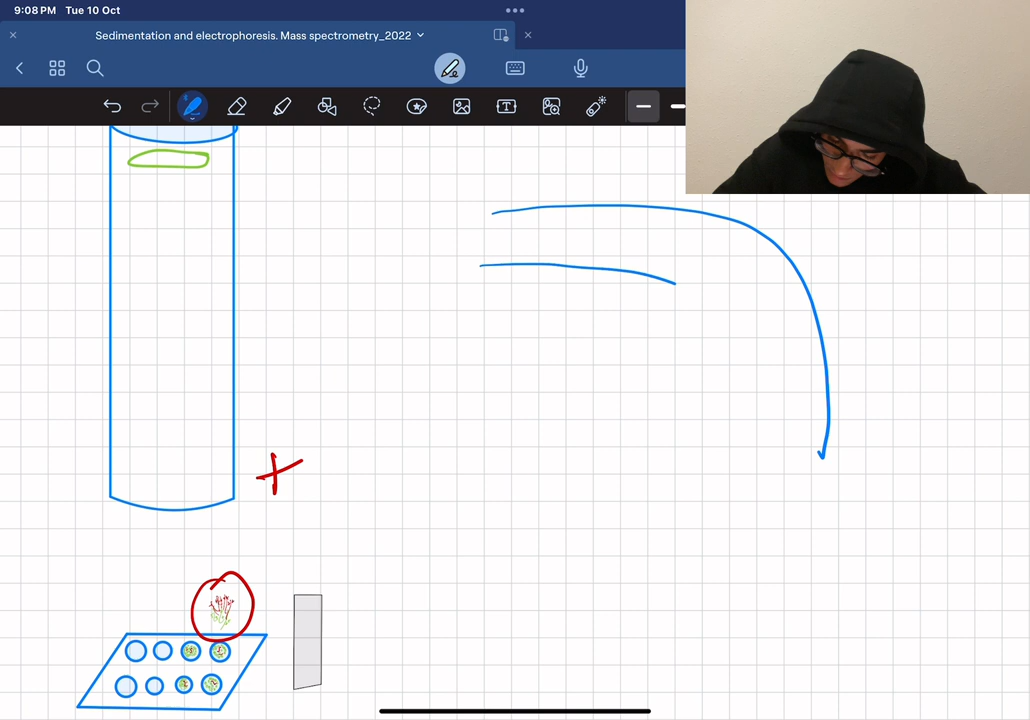 9:08 PM Tue 10 Oct
Sedimentation and electrophoresis. Mass spectrometry_2022
T
+